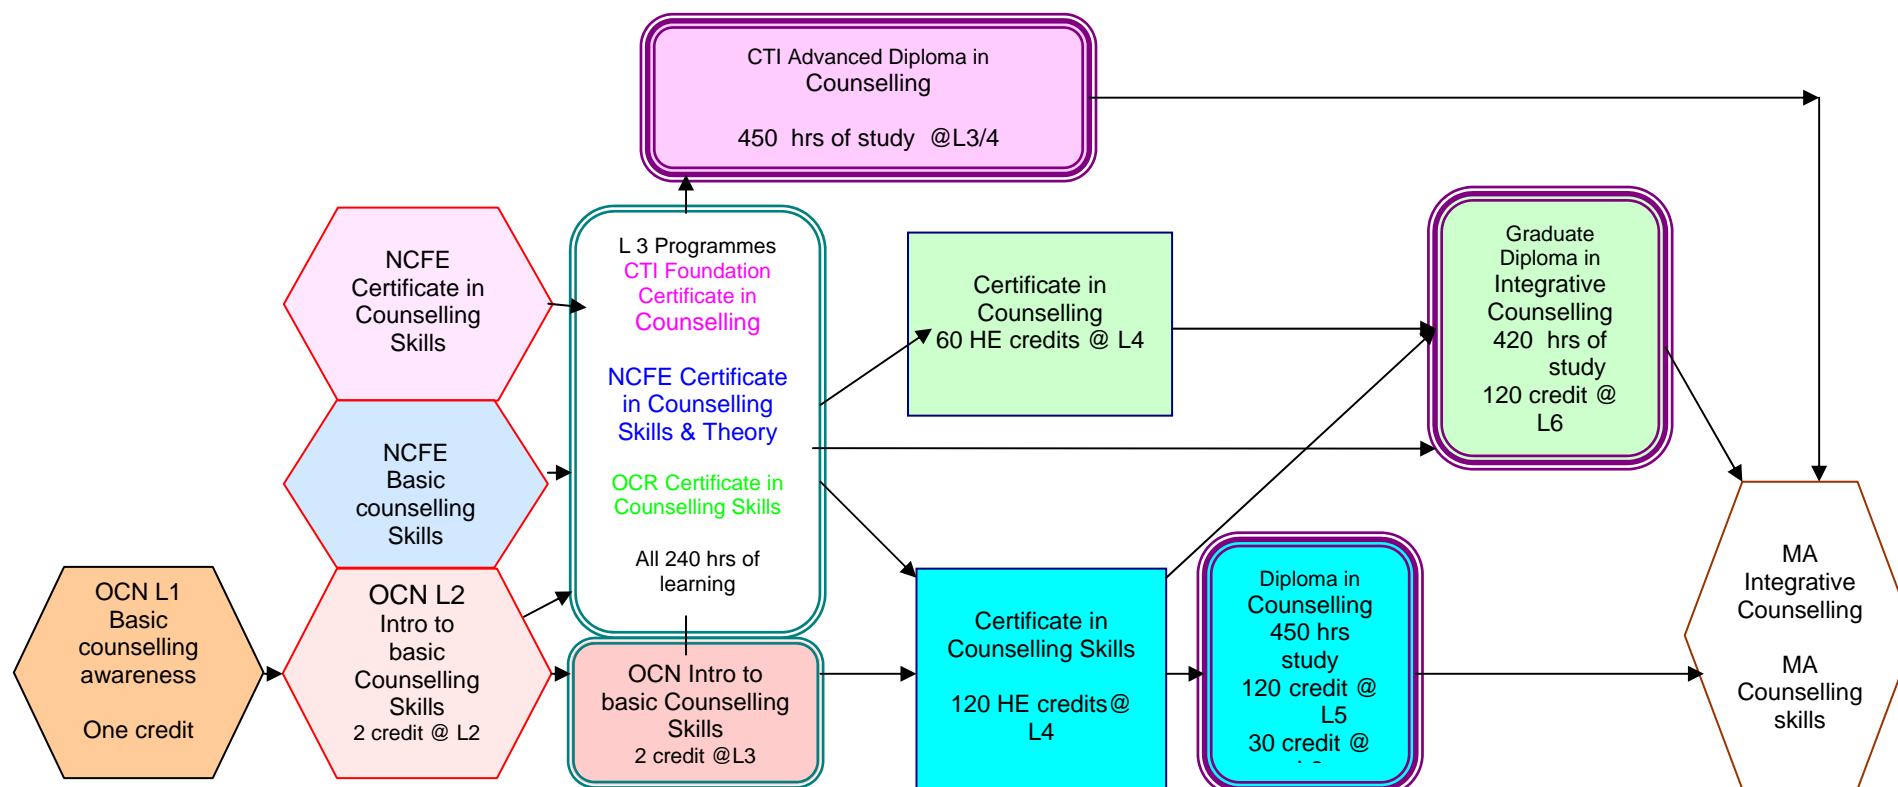 CTI Advanced Diploma in
Counselling
450 hrs of study @L3/4
NCFE
Certificate in
Counselling
Skills
L 3 Programmes
CTI Foundation
Certificate in
Counselling
NCFE Certificate
in Counselling
Skills & Theory
OCR Certificate in
Counselling Skills
All 240 hrs of
learning
Certificate in
Counselling
60 HE credits @ L4
Graduate
Diploma in
Integrative
Counselling
420 hrs of
study
120 credit @
L6
NCFE
Basic
counselling
Skills
OCN L1
Basic
counselling
awareness
One credit
OCN L2
Intro to
basic
Counselling
Skills
2 credit @ L2
OCN Intro to
basic Counselling
Skills
2 credit @L3
Certificate in
Counselling Skills
120 HE credits@
L4
Diploma in
Counselling
450 hrs
study
120 credit @
L5
30 credit @
MA
Integrative
Counselling
MA
Counselling
skills